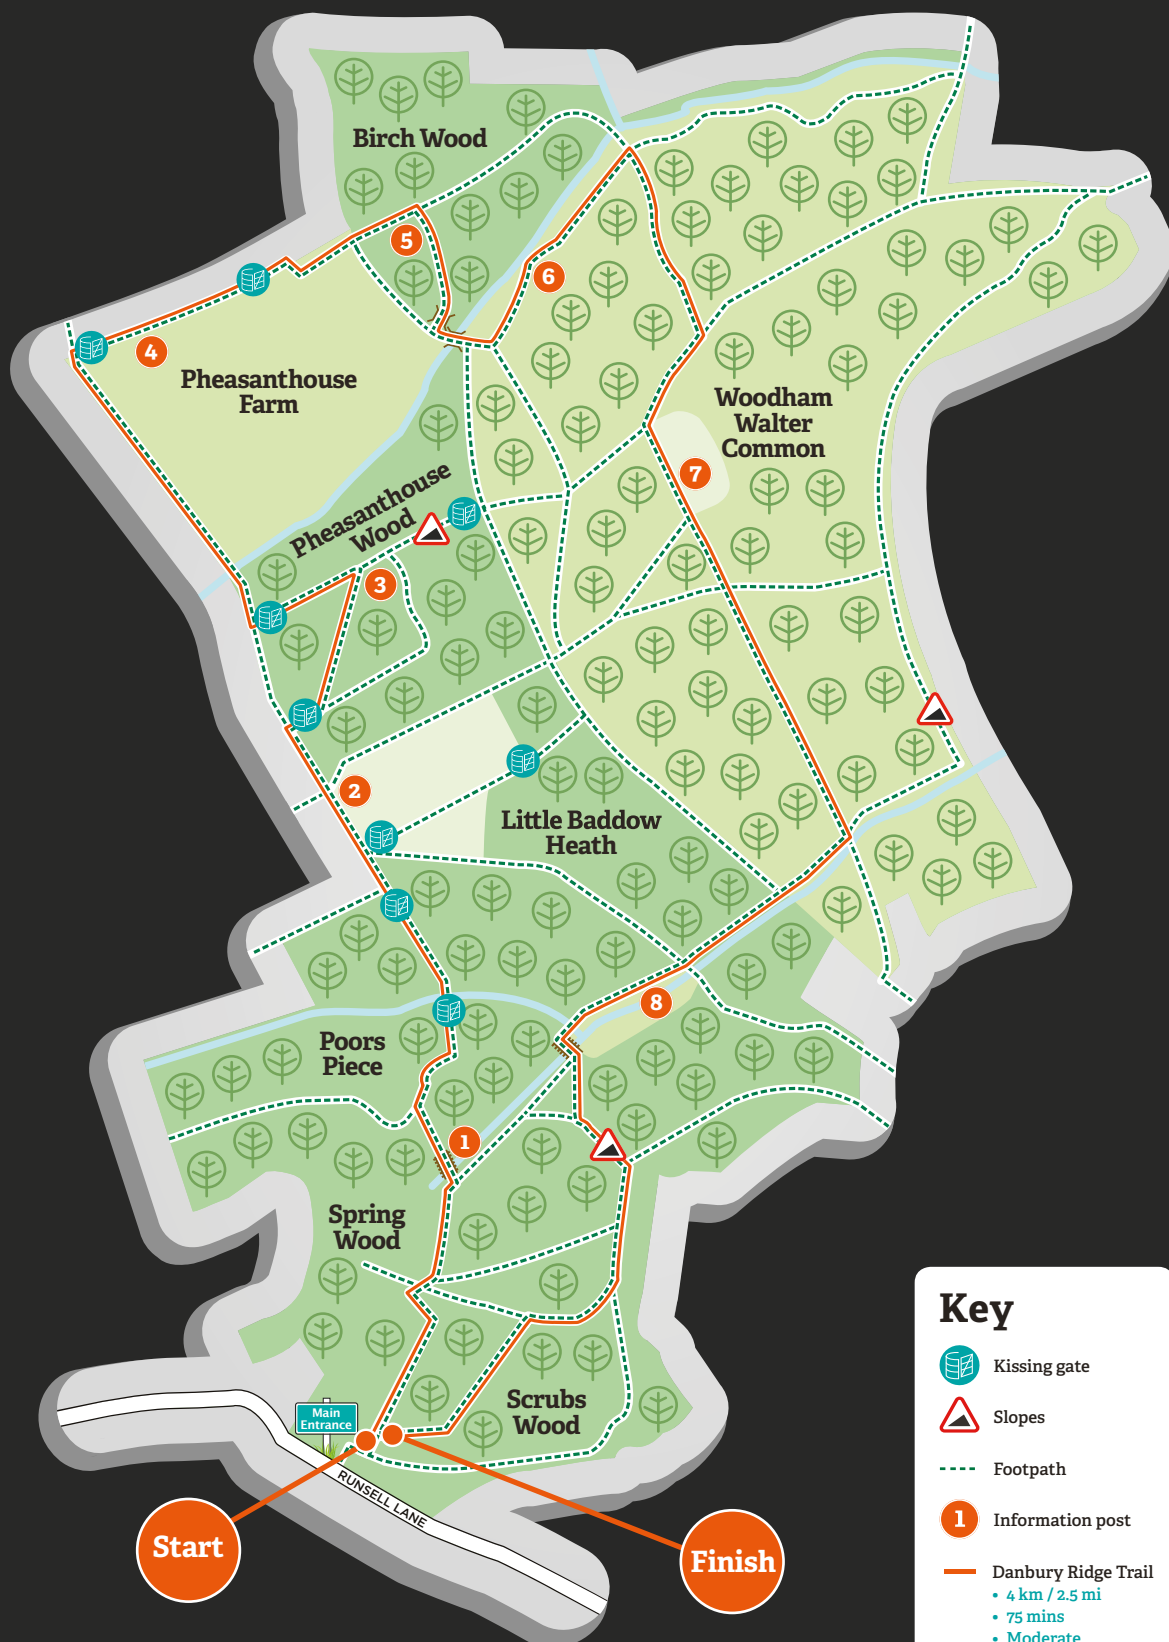 Birch Wood
5
6
4
Pheasanthouse
Farm
Woodham
Walter
Common
7
Pheasanthouse
Wood
3
2
Little Baddow
Heath
8
Poors
Piece
1
Spring
Wood
Scrubs
Wood
Main
Entrance
RUNSELL LANE
Start
Finish
Key
Kissing gate
Slopes
Footpath
1 Information post
Danbury Ridge Trail
• 4 km / 2.5 mi
• 75 mins
• Moderate